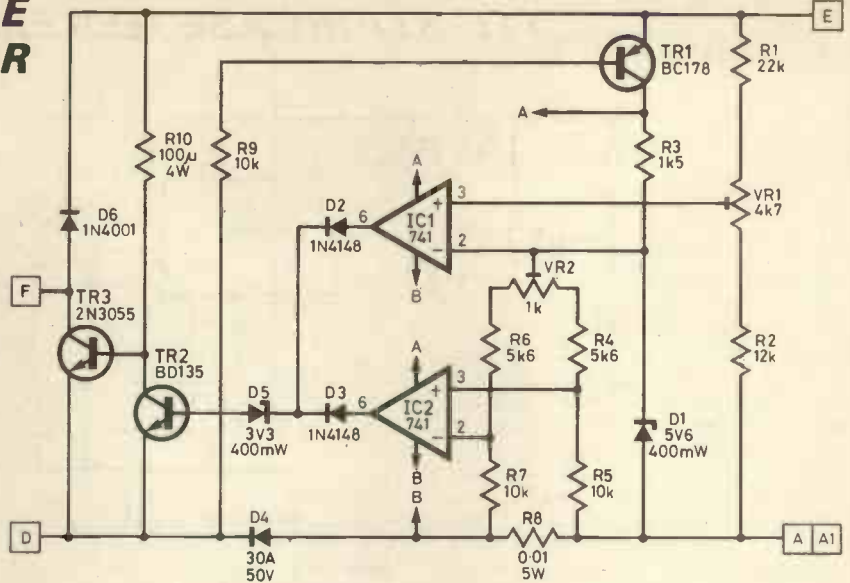 E
R
E
TR1
BC178
R1
22k
A
R10
100μ
4W
R9
10k
R3
1k5
A
D2
3
D6
1N4001
6
+
IC1
741
−
VR1
4k7
1N4148
2
VR2
F
B
1k
TR3
2N3055
A
R6
5k6
R4
5k6
R2
12k
TR2
BD135
D5
D3
3
6
+
IC2
741
−
D1
5V6
400mW
3V3
400mW
1N4148
2
B
B
R7
10k
R5
10k
D4
R8
D
A
A1
30A
50V
0·01
5W